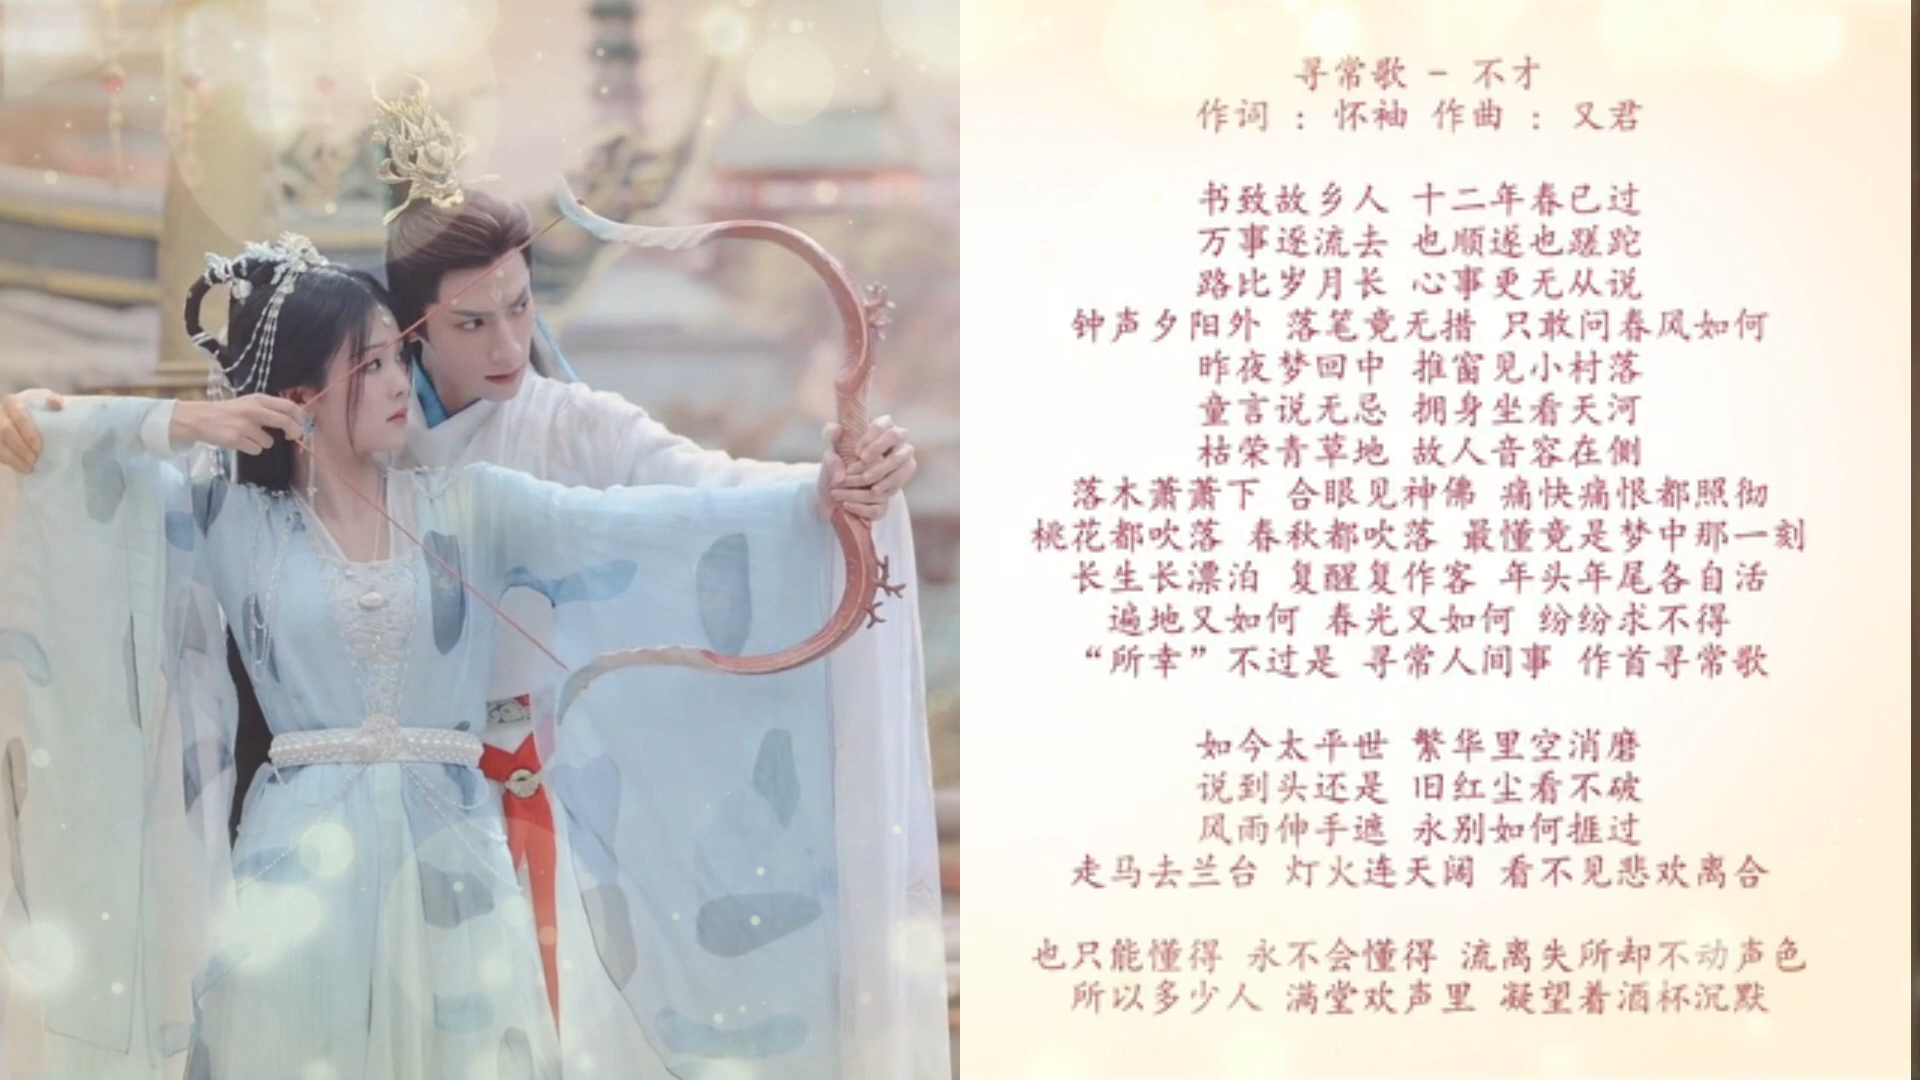 寻常歌 - 不才
作词 : 怀袖 作曲 : 又君
书致故乡人 十二年春已过
万事逐流去 也顺遂也蹉跎
路比岁月长 心事更无从说
钟声夕阳外 落笔竟无措 只敢问春风如何
昨夜梦回中 推窗见小村落
童言说无忌 拥身坐看天河
枯荣青草地 故人音容在侧
落木萧萧下 合眼见神佛 痛快痛恨都照彻
桃花都吹落 春秋都吹落 最懂竟是梦中那一刻
长生长漂泊 复醒复作客 年头年尾各自活
遍地又如何 春光又如何 纷纷求不得
“所幸”不过是 寻常人间事 作首寻常歌
如今太平世 繁华里空消磨
说到头还是 旧红尘看不破
风雨伸手遮 永别如何捱过
走马去兰台 灯火连天阔 看不见悲欢离合
也只能懂得 永不会懂得 流离失所却不动声色
所以多少人 满堂欢声里 凝望着酒杯沉默